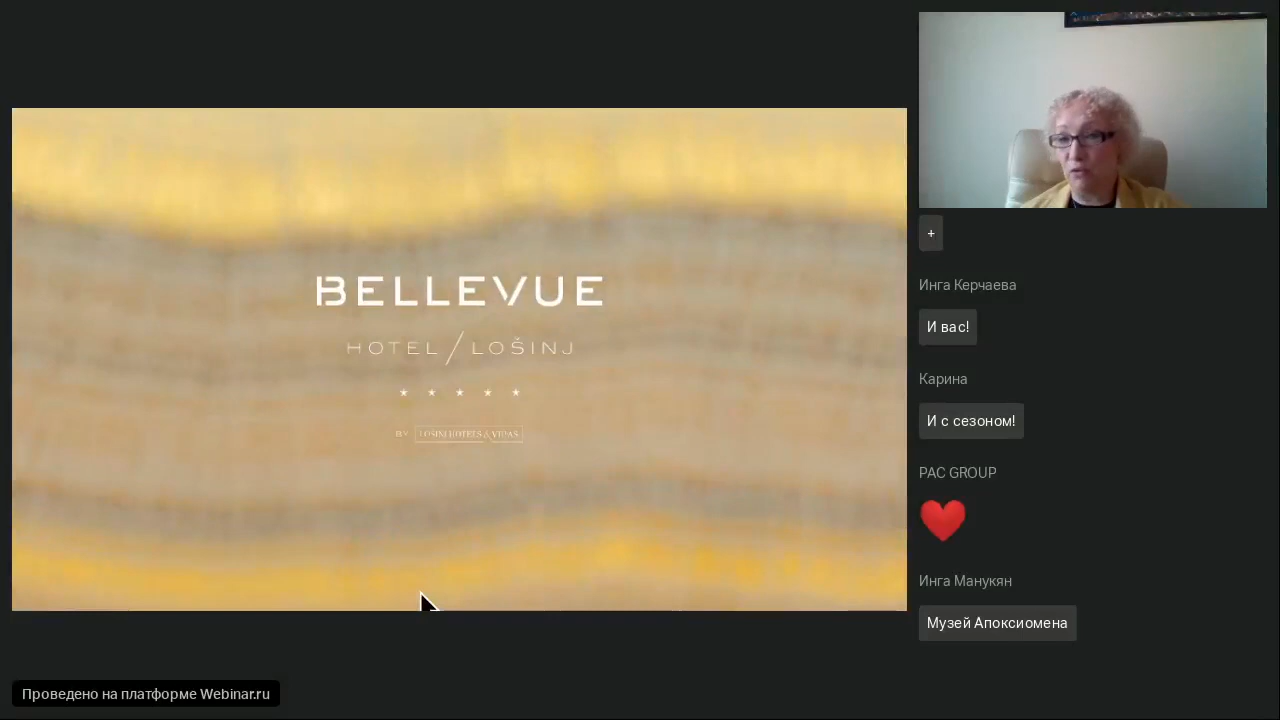 BELLEVUE
HOTEL / LOŠINJ
BY LOŠINJ HOTELS & VILLAS
+
Инга Керчаева
И вас!
Карина
И с сезоном!
PAC GROUP
Инга Манукян
Музей Апоксиомена
Проведено на платформе Webinar.ru